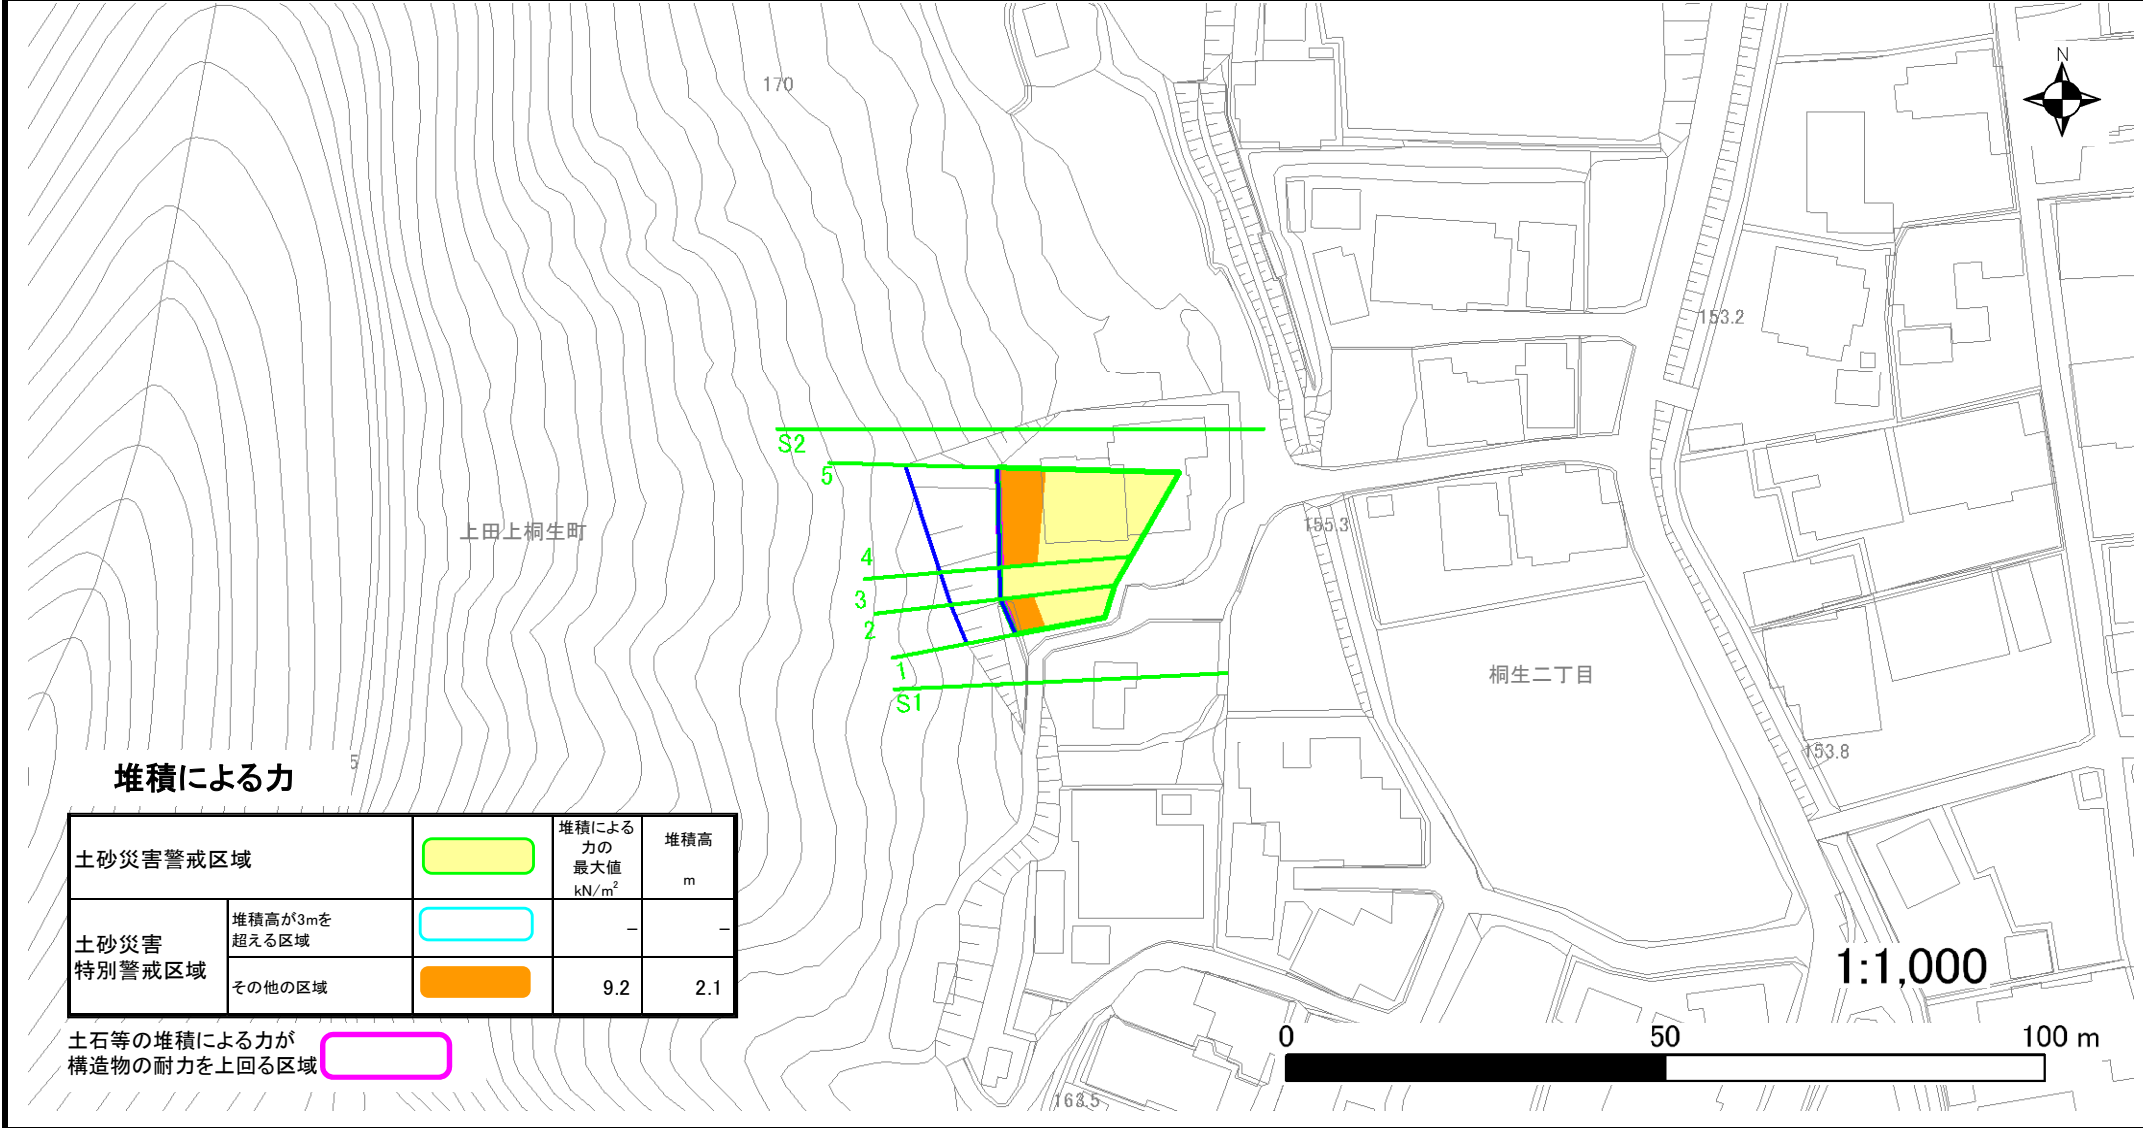 170
N
153.2
S2
5
上田上桐生町
155.3
4
3
2
1
S1
桐生二丁目
153.8
5
堆積による力
土砂災害警戒区域
堆積による
力の
最大値
kN/m²
堆積高
m
土砂災害
特別警戒区域
堆積高が3mを
超える区域
－
－
その他の区域
9.2
2.1
土石等の堆積による力が
構造物の耐力を上回る区域
1:1,000
0 50 100 m
163.5